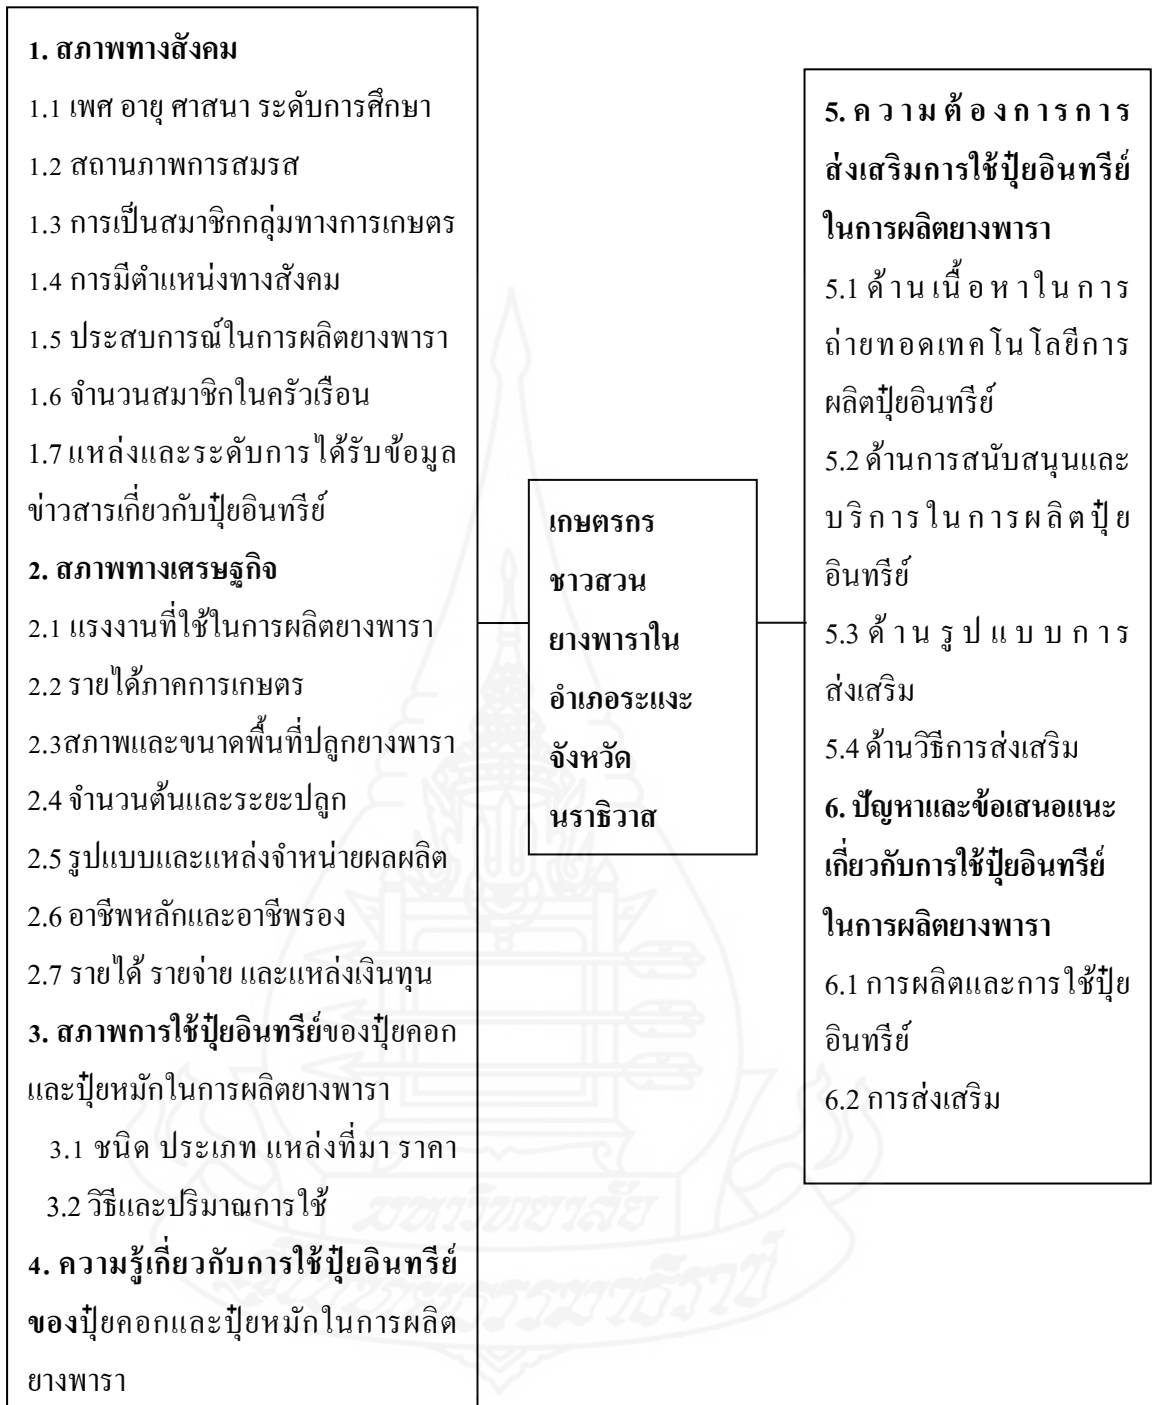 1. สภาพทางสังคม
1.1 เพศ อายุ ศาสนา ระดับการศึกษา
1.2 สถานภาพการสมรส
1.3 การเป็นสมาชิกกลุ่มทางการเกษตร
1.4 การมีตำแหน่งทางสังคม
1.5 ประสบการณ์ในการผลิตยางพารา
1.6 จำนวนสมาชิกในครัวเรือน
1.7 แหล่งและระดับการได้รับข้อมูล
ข่าวสารเกี่ยวกับปุ๋ยอินทรีย์
2. สภาพทางเศรษฐกิจ
2.1 แรงงานที่ใช้ในการผลิตยางพารา
2.2 รายได้ภาคการเกษตร
2.3สภาพและขนาดพื้นที่ปลูกยางพารา
2.4 จำนวนต้นและระยะปลูก
2.5 รูปแบบและแหล่งจำหน่ายผลผลิต
2.6 อาชีพหลักและอาชีพรอง
2.7 รายได้ รายจ่าย และแหล่งเงินทุน
3. สภาพการใช้ปุ๋ยอินทรีย์ของปุ๋ยคอก
และปุ๋ยหมักในการผลิตยางพารา
3.1 ชนิด ประเภท แหล่งที่มา ราคา
3.2 วิธีและปริมาณการใช้
4. ความรู้เกี่ยวกับการใช้ปุ๋ยอินทรีย์
ของปุ๋ยคอกและปุ๋ยหมักในการผลิต
ยางพารา
เกษตรกร
ชาวสวน
ยางพาราใน
อำเภอระแงะ
จังหวัด
นราธิวาส
5. ความต้องการการ
ส่งเสริมการใช้ปุ๋ยอินทรีย์
ในการผลิตยางพารา
5.1 ด้านเนื้อหาในการ
ถ่ายทอดเทคโนโลยีการ
ผลิตปุ๋ยอินทรีย์
5.2 ด้านการสนับสนุนและ
บริการในการผลิตปุ๋ย
อินทรีย์
5.3 ด้านรูปแบบการ
ส่งเสริม
5.4 ด้านวิธีการส่งเสริม
6. ปัญหาและข้อเสนอแนะ
เกี่ยวกับการใช้ปุ๋ยอินทรีย์
ในการผลิตยางพารา
6.1 การผลิตและการใช้ปุ๋ย
อินทรีย์
6.2 การส่งเสริม
มหาวิทยาลัย
สุโขทัยธรรมาธิราช